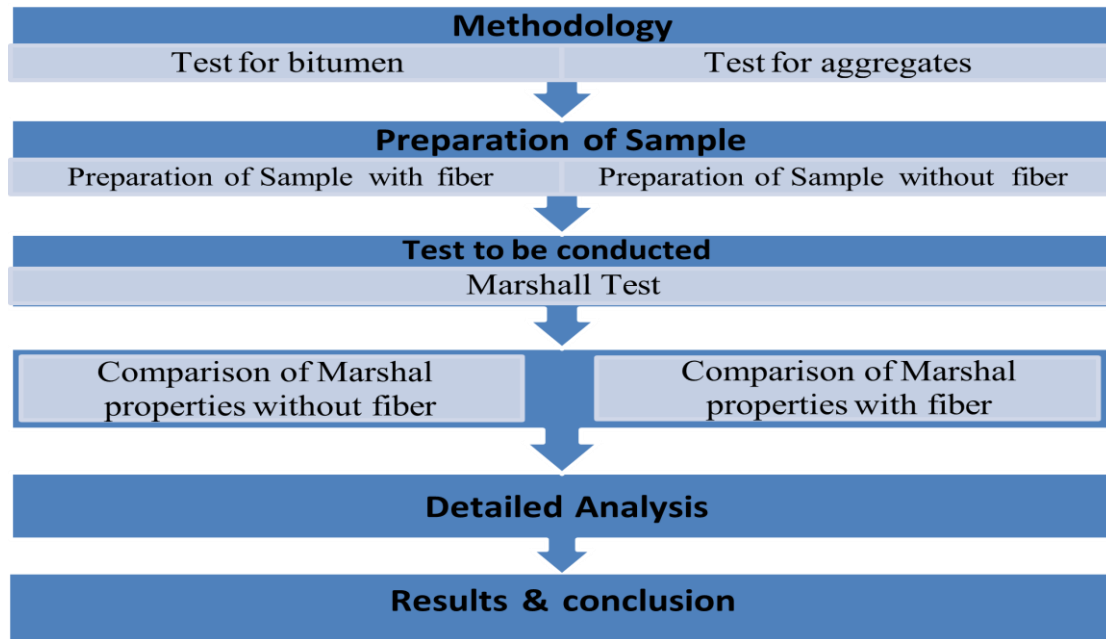 Methodology
Test for bitumen
Test for aggregates
Preparation of Sample
Preparation of Sample with fiber
Preparation of Sample without fiber
Test to be conducted
Marshall Test
Comparison of Marshal
properties without fiber
Comparison of Marshal
properties with fiber
Detailed Analysis
Results & conclusion